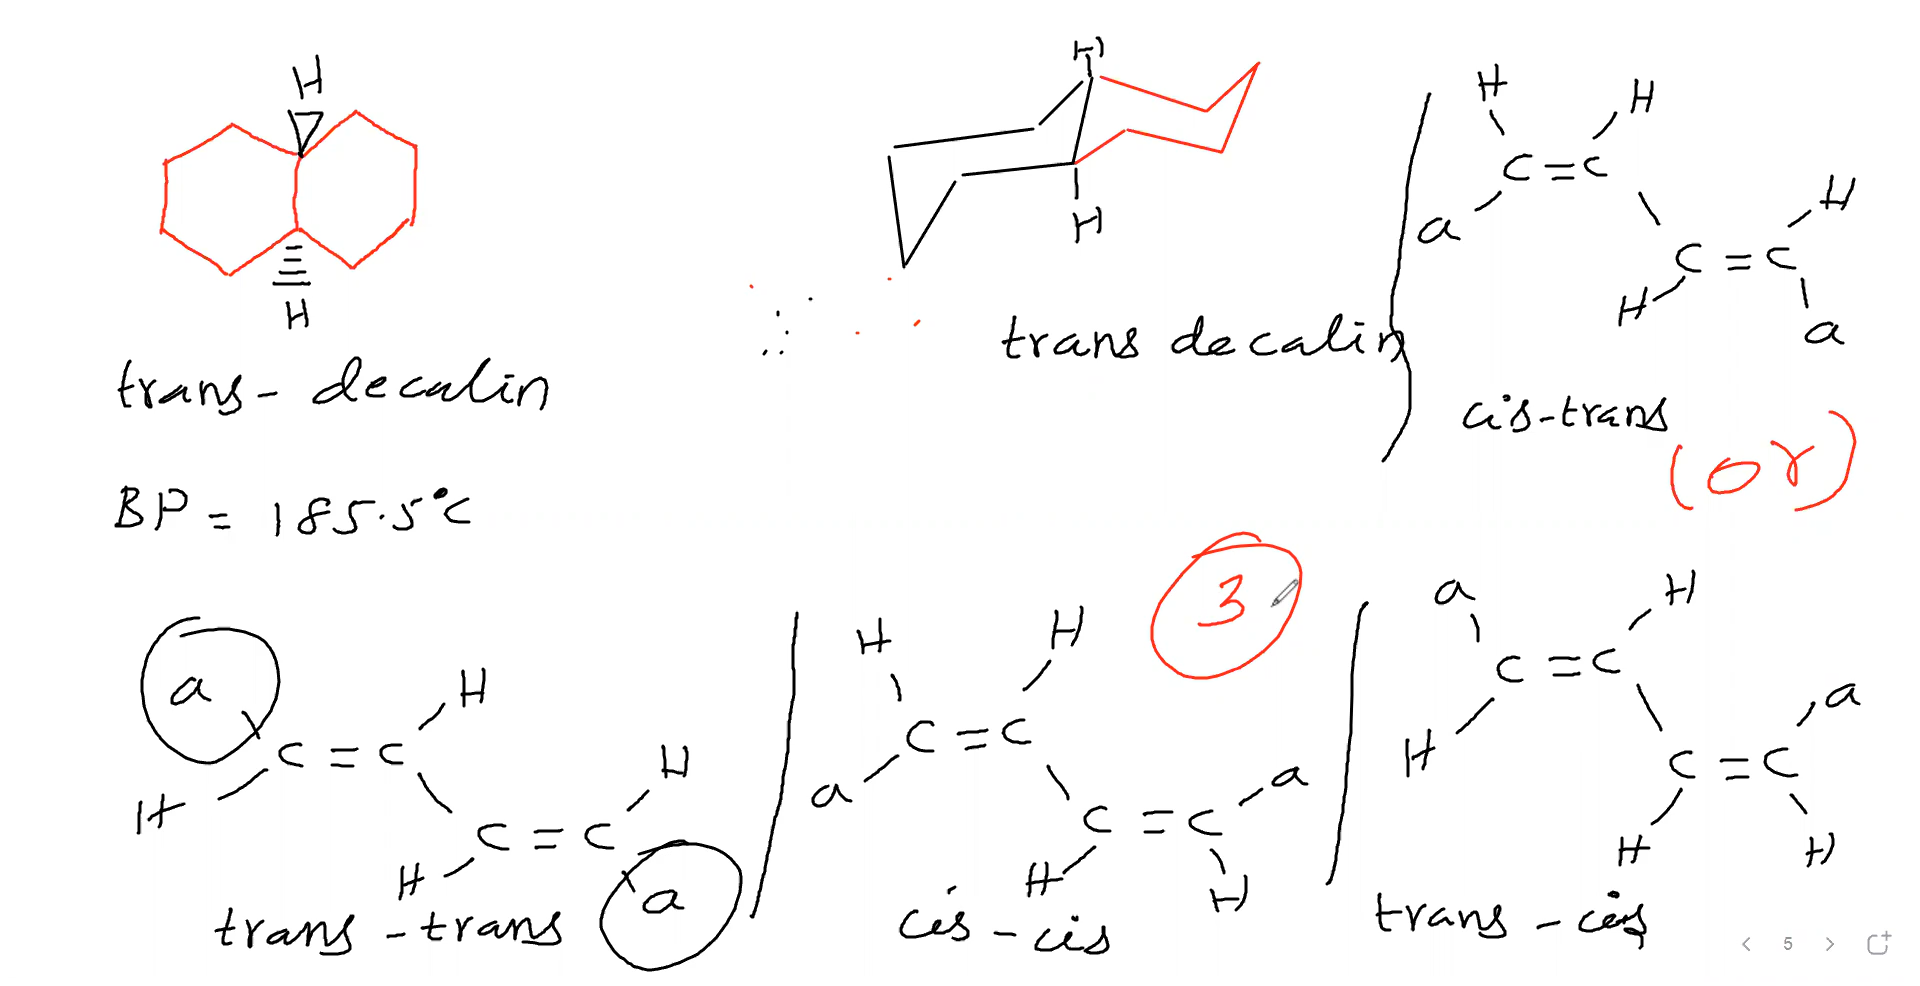 H
H
trans-decalin
BP = 185.5°C
H
H
trans decalin
H
H
C=C
a
H
C=C
H
a
cis-trans
(or)
a
H
C=C
H
H
C=C
H
a
trans-trans
3
H
H
C=C
a
a
C=C
H
H
cis-cis
a
H
C=C
H
a
C=C
H
H
trans-cis
< 5 >